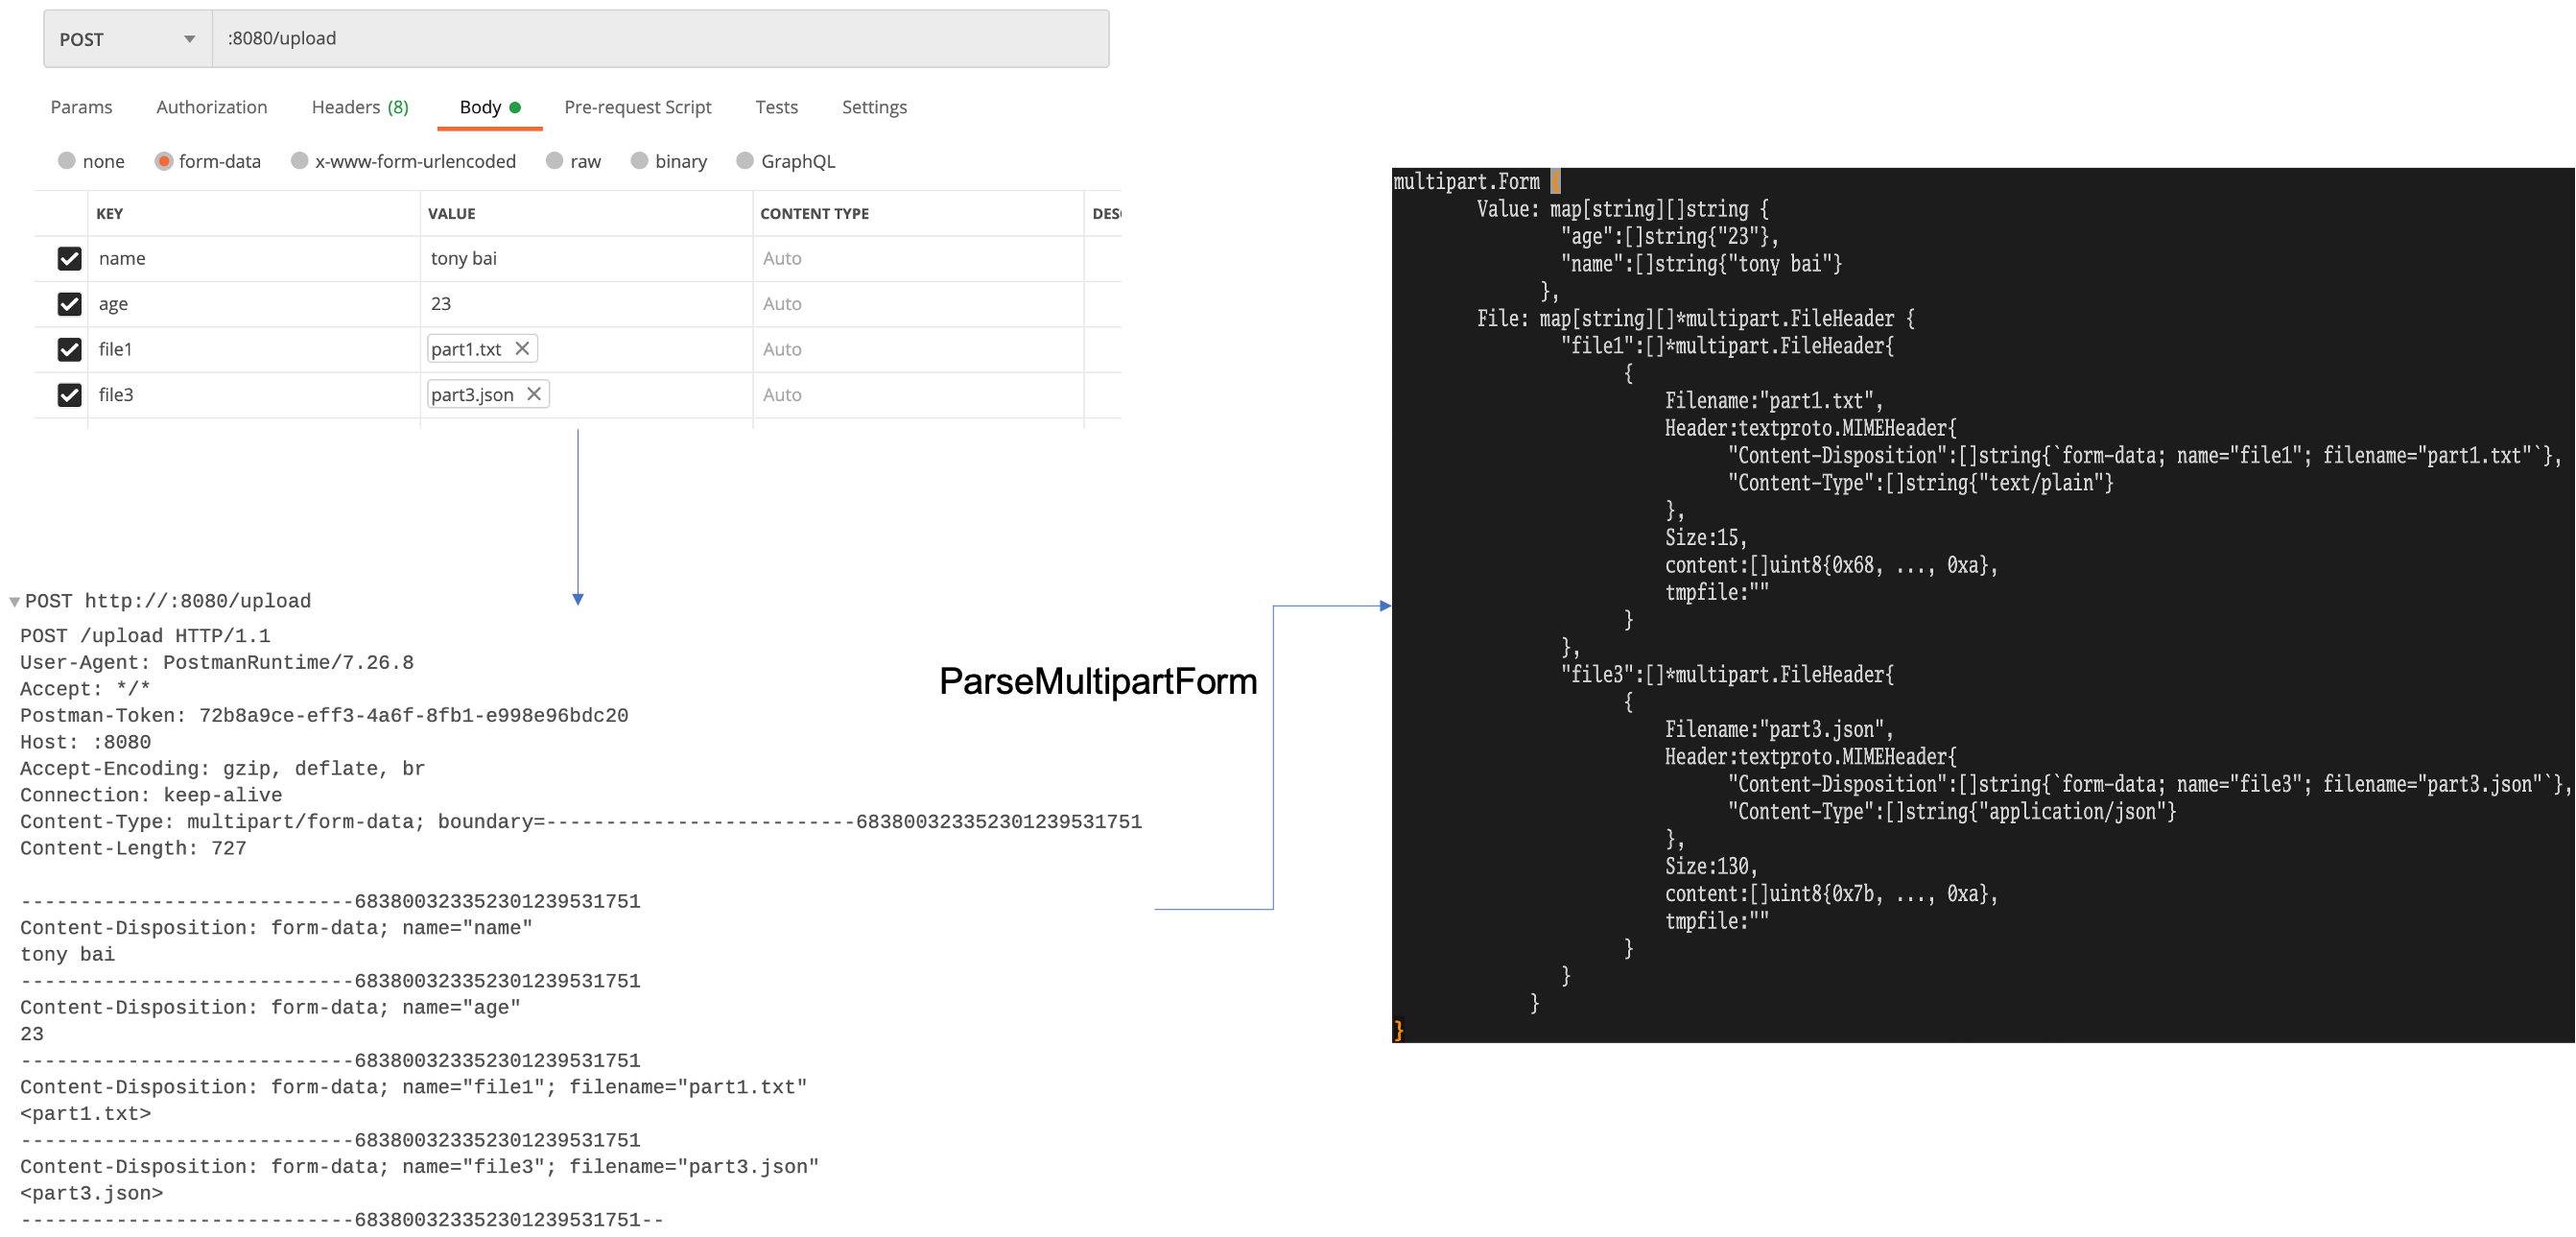 POST :8080/upload
Params Authorization Headers (8) Body Pre-request Script Tests Settings
none form-data x-www-form-urlencoded raw binary GraphQL
KEY VALUE CONTENT TYPE DES
name tony bai Auto
age 23 Auto
file1 part1.txt Auto
file3 part3.json Auto
POST http://:8080/upload
POST /upload HTTP/1.1
User-Agent: PostmanRuntime/7.26.8
Accept: */*
Postman-Token: 72b8a9ce-eff3-4a6f-8fb1-e998e96bdc20
Host: :8080
Accept-Encoding: gzip, deflate, br
Connection: keep-alive
Content-Type: multipart/form-data; boundary=--------------------------683800323352301239531751
Content-Length: 727
----------------------------683800323352301239531751
Content-Disposition: form-data; name="name"
tony bai
----------------------------683800323352301239531751
Content-Disposition: form-data; name="age"
23
----------------------------683800323352301239531751
Content-Disposition: form-data; name="file1"; filename="part1.txt"
<part1.txt>
----------------------------683800323352301239531751
Content-Disposition: form-data; name="file3"; filename="part3.json"
<part3.json>
----------------------------683800323352301239531751--
ParseMultipartForm
multipart.Form {
Value: map[string][]string {
"age":[]string{"23"},
"name":[]string{"tony bai"}
},
File: map[string][]*multipart.FileHeader {
"file1":[]*multipart.FileHeader{
{
Filename:"part1.txt",
Header:textproto.MIMEHeader{
"Content-Disposition":[]string{`form-data; name="file1"; filename="part1.txt"`},
"Content-Type":[]string{"text/plain"}
},
Size:15,
content:[]uint8{0x68, ..., 0xa},
tmpfile:""
}
},
"file3":[]*multipart.FileHeader{
{
Filename:"part3.json",
Header:textproto.MIMEHeader{
"Content-Disposition":[]string{`form-data; name="file3"; filename="part3.json"`},
"Content-Type":[]string{"application/json"}
},
Size:130,
content:[]uint8{0x7b, ..., 0xa},
tmpfile:""
}
}
}
}